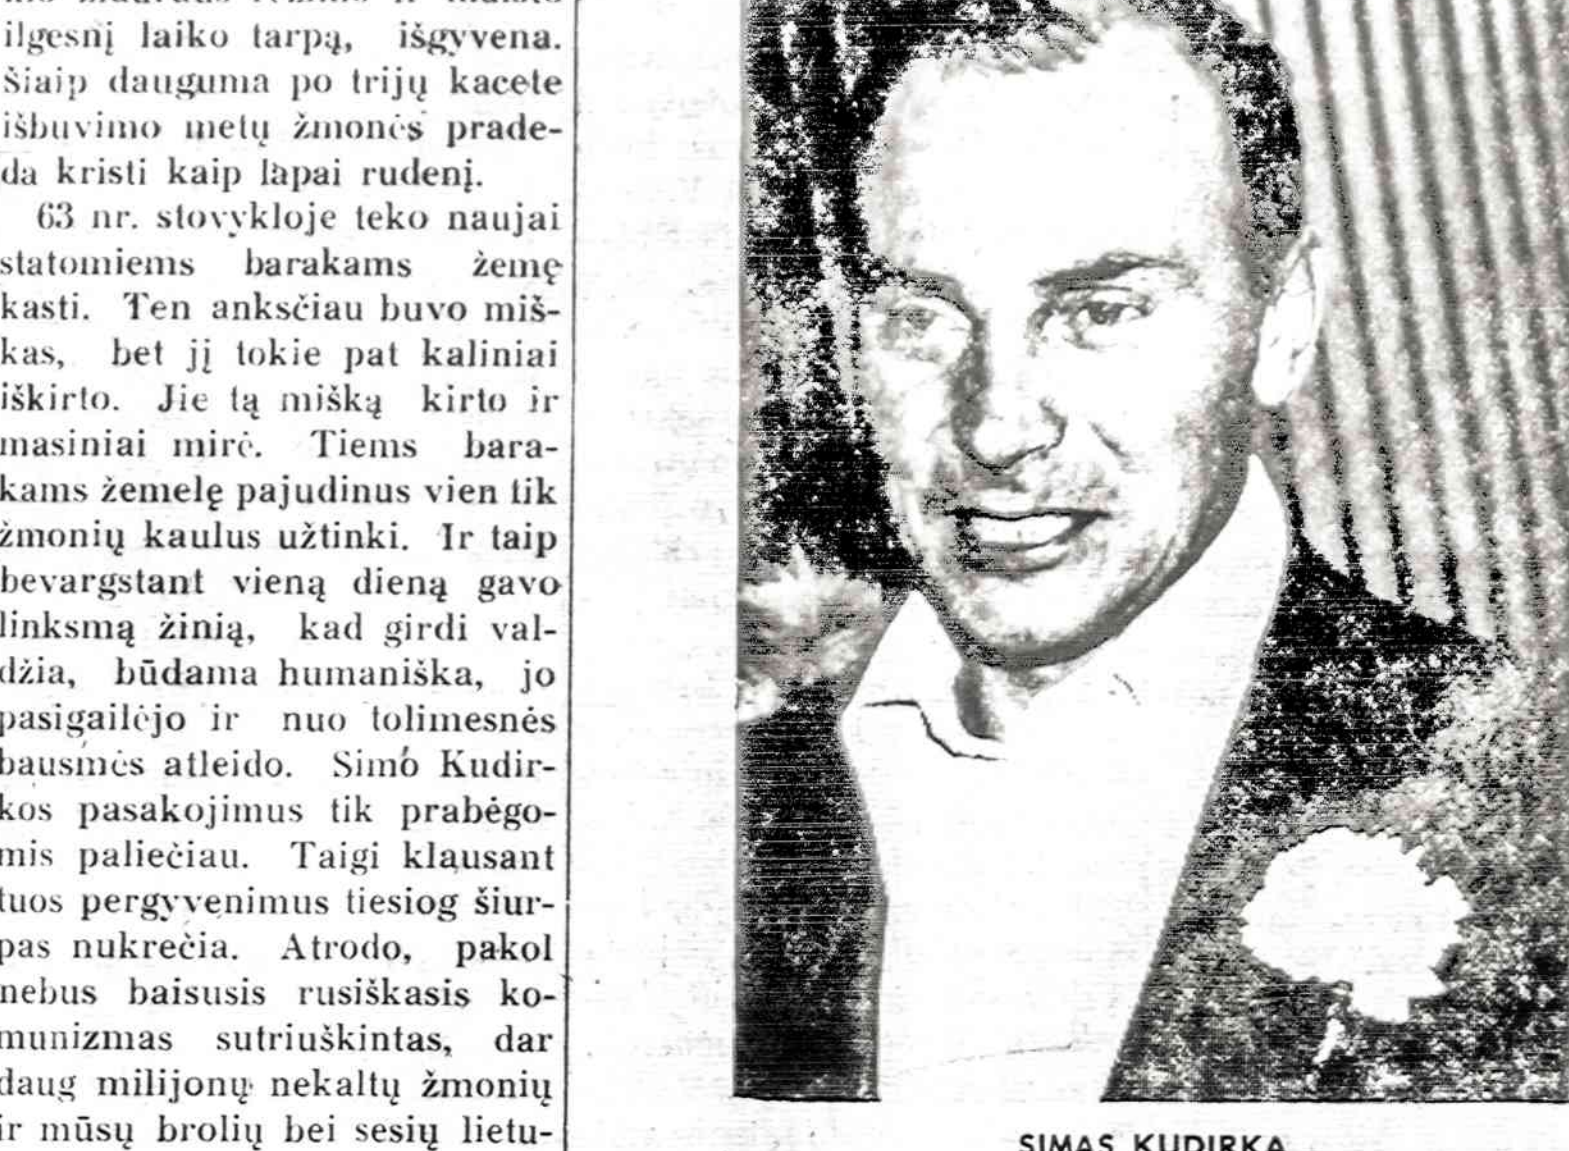 ilgesnį laiko tarpą, išgyvena.
Šiaip dauguma po trijų kacete
išbuvimo metų žmonės prade-
da kristi kaip lapai rudenį.
63 nr. stovykloje teko naujai
statomiems barakams žemę
kasti. Ten anksčiau buvo miš-
kas, bet jį tokie pat kaliniai
iškirto. Jie tą mišką kirto ir
masiniai mirė. Tiems bara-
kams žemelę pajudinus vien tik
žmonių kaulus užtinki. Ir taip
bevargstant vieną dieną gavo
linksmą žinią, kad girdi val-
džia, būdama humaniška, jo
pasigailėjo ir nuo tolimesnės
bausmės atleido. Simo Kudir-
kos pasakojimus tik prabėgo-
mis paliečiau. Taigi klausant
tuos pergyvenimus tiesiog šiur-
pas nukrečia. Atrodo, pakol
nebus baisusis rusiškasis ko-
munizmas sutriuškintas, dar
daug milijonų nekaltų žmonių
ir mūsų brolių bei sesių lietu-
SIMAS KUDIRKA